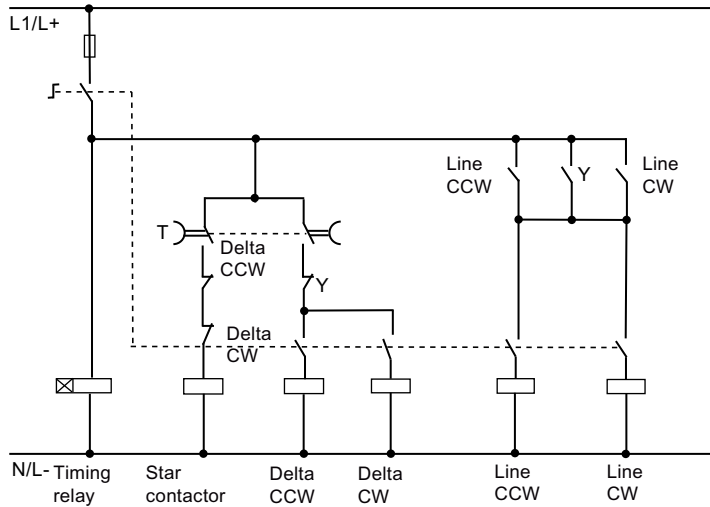 L1/L+
Line
CCW
Y
Line
CW
T
Delta
CCW
Y
Delta
CW
N/L-
Timing
relay
Star
contactor
Delta
CCW
Delta
CW
Line
CCW
Line
CW